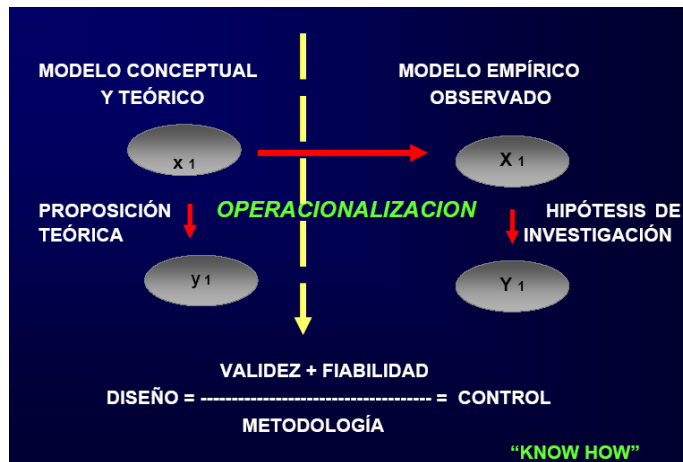 MODELO CONCEPTUAL
Y TEÓRICO
MODELO EMPÍRICO
OBSERVADO
x 1
X 1
PROPOSICIÓN
TEÓRICA
OPERACIONALIZACION
HIPÓTESIS DE
INVESTIGACIÓN
y 1
Y 1
VALIDEZ + FIABILIDAD
DISEÑO = ------------------------------------- = CONTROL
METODOLOGÍA
“KNOW HOW”